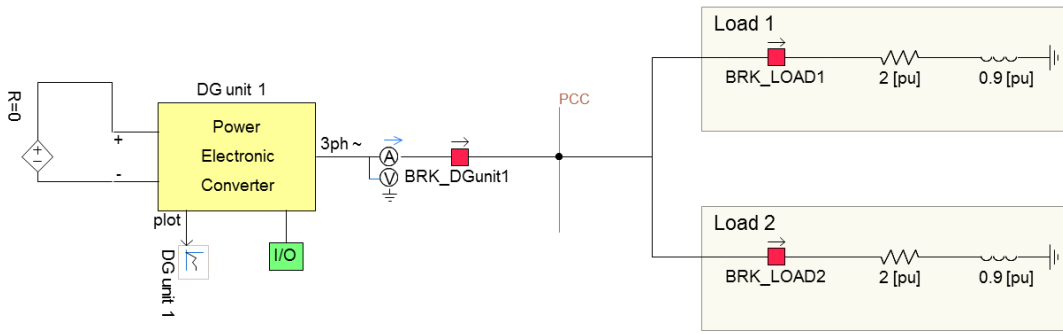 R=0
+
-
DG unit 1
Power
Electronic
Converter
plot
DG unit 1
I/O
3ph ~
A
V
BRK_DGunit1
PCC
Load 1
BRK_LOAD1
2 [pu]
0.9 [pu]
Load 2
BRK_LOAD2
2 [pu]
0.9 [pu]